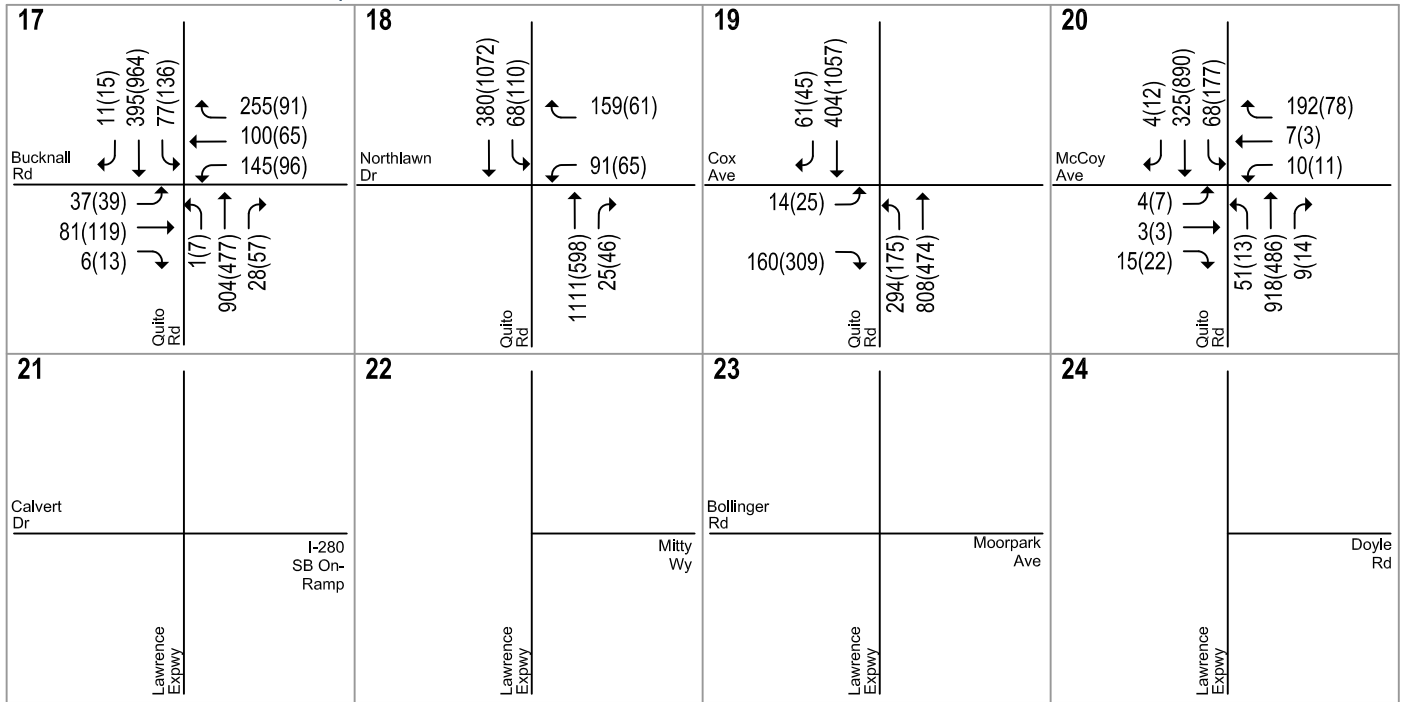 17
11(15)
395(964)
77(136)
255(91)
100(65)
145(96)
Bucknall
Rd
37(39)
81(119)
6(13)
1(7)
904(477)
28(57)
Quito
Rd
18
380(1072)
68(110)
159(61)
91(65)
Northlawn
Dr
1111(598)
25(46)
Quito
Rd
19
61(45)
404(1057)
Cox
Ave
14(25)
160(309)
294(175)
808(474)
Quito
Rd
20
4(12)
325(890)
68(177)
192(78)
7(3)
10(11)
McCoy
Ave
4(7)
3(3)
15(22)
51(13)
918(486)
9(14)
Quito
Rd
21
Calvert
Dr
I-280
SB On-
Ramp
Lawrence
Expwy
22
Mitty
Wy
Lawrence
Expwy
23
Bollinger
Rd
Moorpark
Ave
Lawrence
Expwy
24
Doyle
Rd
Lawrence
Expwy